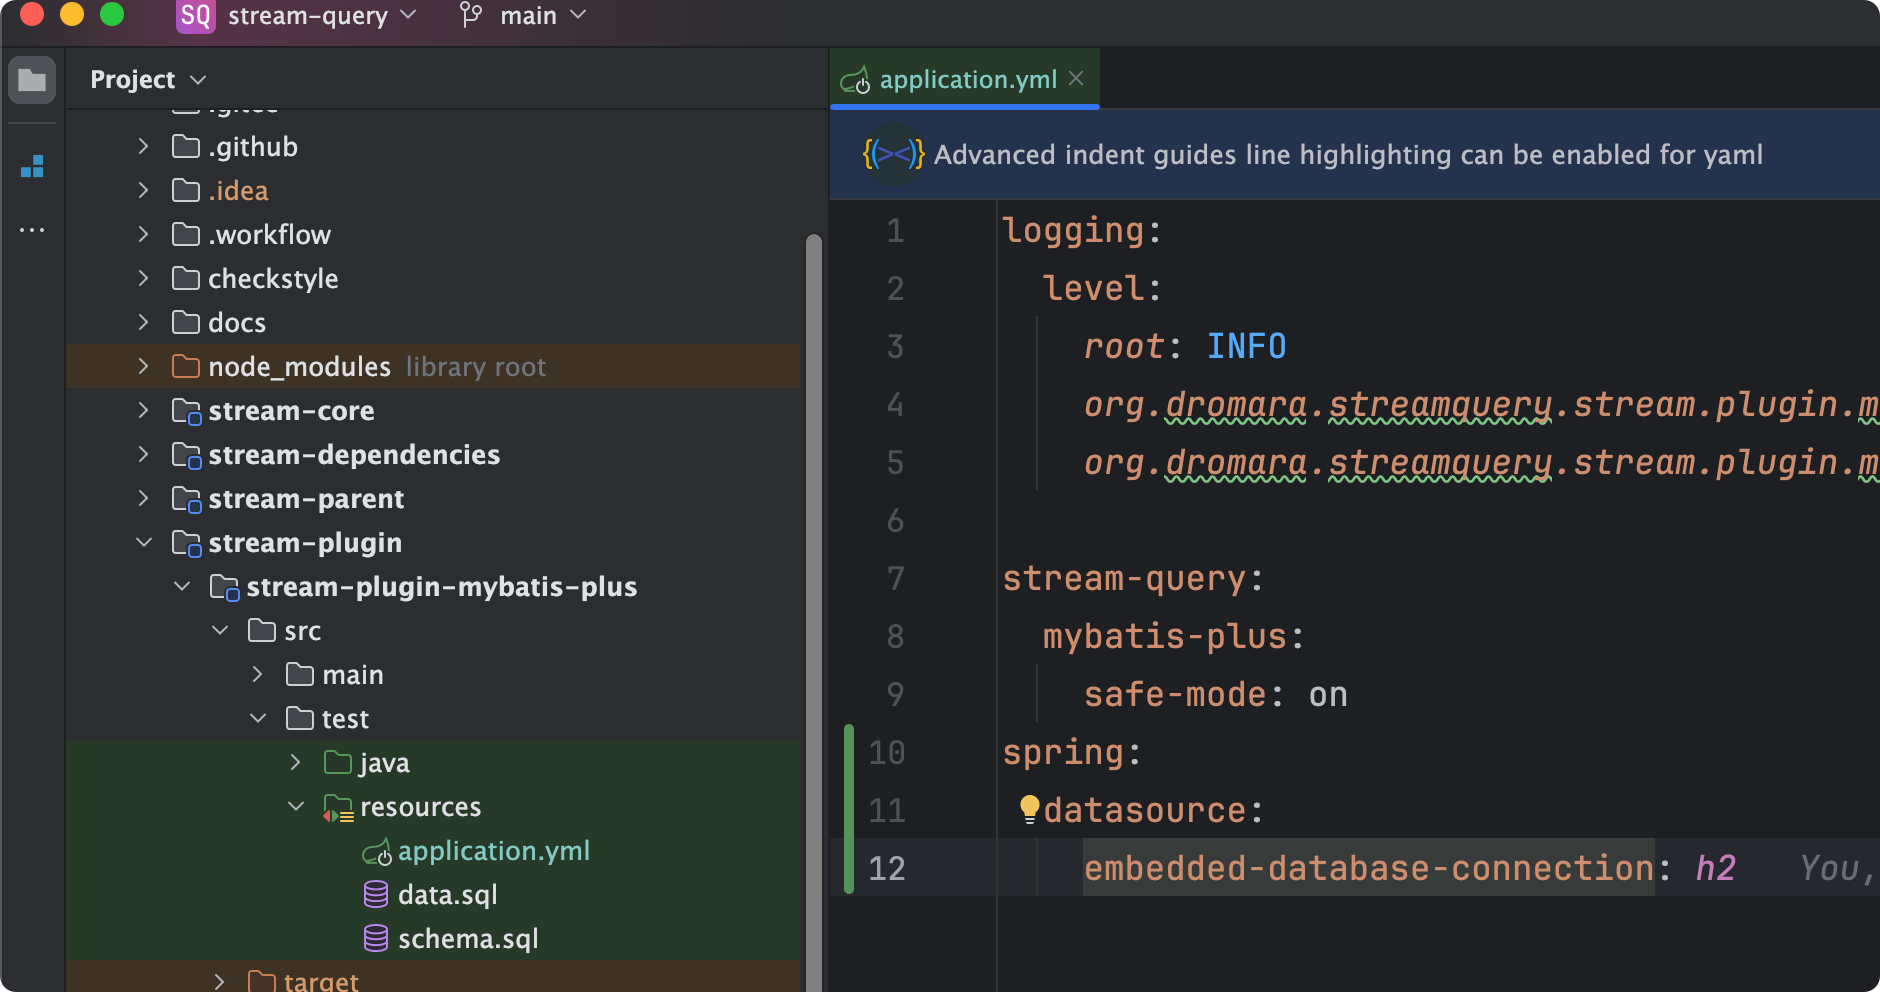 SQ stream-query main
Project
.gitee
.github
.idea
.workflow
checkstyle
docs
node_modules library root
stream-core
stream-dependencies
stream-parent
stream-plugin
stream-plugin-mybatis-plus
src
main
test
java
resources
application.yml
data.sql
schema.sql
target
application.yml
{(><)} Advanced indent guides line highlighting can be enabled for yaml
1 logging:
2 level:
3 root: INFO
4 org.dromara.streamquery.stream.plugin.m
5 org.dromara.streamquery.stream.plugin.m
6
7 stream-query:
8 mybatis-plus:
9 safe-mode: on
10 spring:
11 datasource:
12 embedded-database-connection: h2 You,